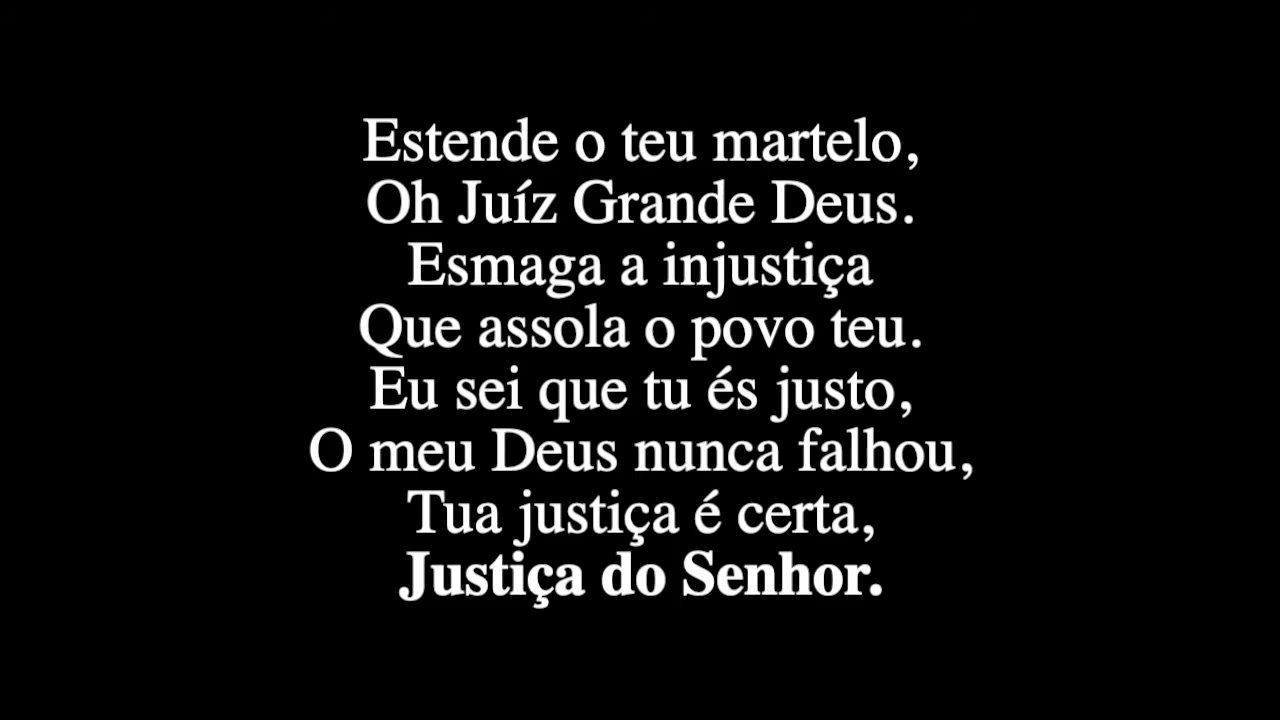 Estende o teu martelo,
Oh Juíz Grande Deus.
Esmaga a injustiça
Que assola o povo teu.
Eu sei que tu és justo,
O meu Deus nunca falhou,
Tua justiça é certa,
Justiça do Senhor.